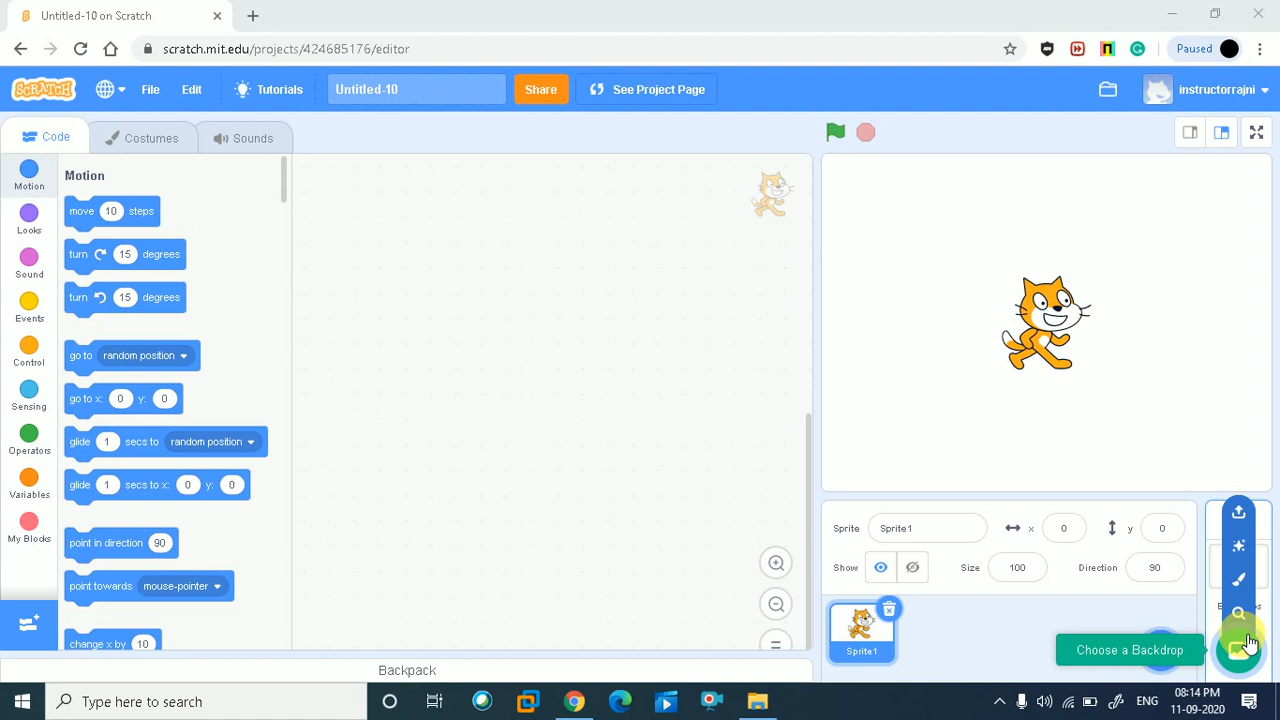 Untitled-10 on Scratch
scratch.mit.edu/projects/424685176/editor
Paused
SCRATCH
File
Edit
Tutorials
Untitled-10
Share
See Project Page
instructorrajni
Code
Costumes
Sounds
Motion
Looks
Sound
Events
Control
Sensing
Operators
Variables
My Blocks
Motion
move 10 steps
turn 15 degrees
turn 15 degrees
go to random position
go to x: 0 y: 0
glide 1 secs to random position
glide 1 secs to x: 0 y: 0
point in direction 90
point towards mouse-pointer
change x by 10
Backpack
Sprite Sprite1 x 0 y 0
Show Size 100 Direction 90
Sprite1
Choose a Backdrop
Type here to search
ENG
08:14 PM
11-09-2020